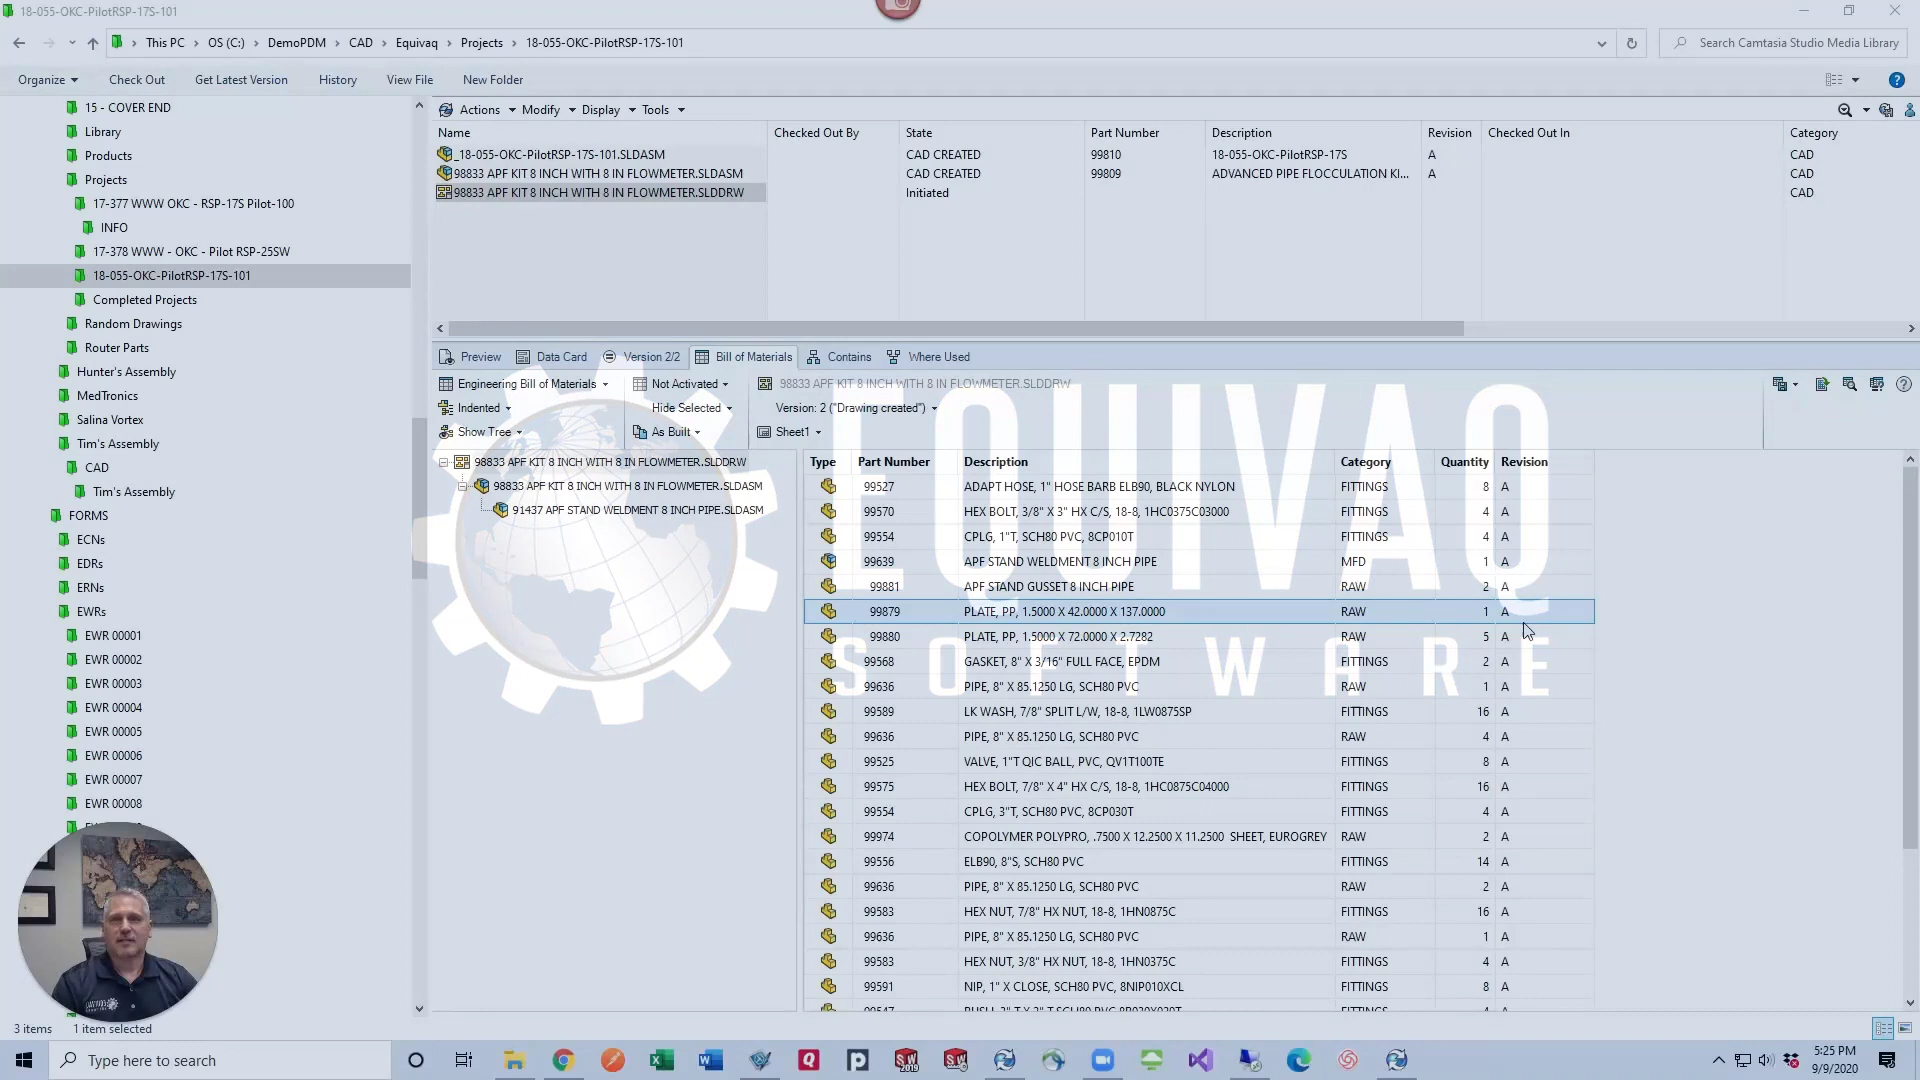 18-055-OKC-PilotRSP-17S-101
This PC › OS (C:) › DemoPDM › CAD › Equivaq › Projects › 18-055-OKC-PilotRSP-17S-101
Search Camtasia Studio Media Library
Organize Check Out Get Latest Version History View File New Folder
15 - COVER END
Library
Products
Projects
17-377 WWW OKC - RSP-17S Pilot-100
INFO
17-378 WWW - OKC - Pilot RSP-25SW
18-055-OKC-PilotRSP-17S-101
Completed Projects
Random Drawings
Router Parts
Hunter's Assembly
MedTronics
Salina Vortex
Tim's Assembly
CAD
Tim's Assembly
FORMS
ECNs
EDRs
ERNs
EWRs
EWR 00001
EWR 00002
EWR 00003
EWR 00004
EWR 00005
EWR 00006
EWR 00007
EWR 00008
Actions Modify Display Tools
Name Checked Out By State Part Number Description Revision Checked Out In Category
_18-055-OKC-PilotRSP-17S-101.SLDASM CAD CREATED 99810 18-055-OKC-PilotRSP-17S A CAD
98833 APF KIT 8 INCH WITH 8 IN FLOWMETER.SLDASM CAD CREATED 99809 ADVANCED PIPE FLOCCULATION KI... A CAD
98833 APF KIT 8 INCH WITH 8 IN FLOWMETER.SLDDRW Initiated CAD
Preview Data Card Version 2/2 Bill of Materials Contains Where Used
Engineering Bill of Materials Not Activated 98833 APF KIT 8 INCH WITH 8 IN FLOWMETER.SLDDRW
Indented Hide Selected Version: 2 ("Drawing created")
Show Tree As Built Sheet1
98833 APF KIT 8 INCH WITH 8 IN FLOWMETER.SLDDRW
98833 APF KIT 8 INCH WITH 8 IN FLOWMETER.SLDASM
91437 APF STAND WELDMENT 8 INCH PIPE.SLDASM
EQUIVAQ
SOFTWARE
Type Part Number Description Category Quantity Revision
99527 ADAPT HOSE, 1" HOSE BARB ELB90, BLACK NYLON FITTINGS 8 A
99570 HEX BOLT, 3/8" X 3" HX C/S, 18-8, 1HC0375C03000 FITTINGS 4 A
99554 CPLG, 1"T, SCH80 PVC, 8CP010T FITTINGS 4 A
99639 APF STAND WELDMENT 8 INCH PIPE MFD 1 A
99881 APF STAND GUSSET 8 INCH PIPE RAW 2 A
99879 PLATE, PP, 1.5000 X 42.0000 X 137.0000 RAW 1 A
99880 PLATE, PP, 1.5000 X 72.0000 X 2.7282 RAW 5 A
99568 GASKET, 8" X 3/16" FULL FACE, EPDM FITTINGS 2 A
99636 PIPE, 8" X 85.1250 LG, SCH80 PVC RAW 1 A
99589 LK WASH, 7/8" SPLIT L/W, 18-8, 1LW0875SP FITTINGS 16 A
99636 PIPE, 8" X 85.1250 LG, SCH80 PVC RAW 4 A
99525 VALVE, 1"T QIC BALL, PVC, QV1T100TE FITTINGS 8 A
99575 HEX BOLT, 7/8" X 4" HX C/S, 18-8, 1HC0875C04000 FITTINGS 16 A
99554 CPLG, 3"T, SCH80 PVC, 8CP030T FITTINGS 4 A
99974 COPOLYMER POLYPRO, .7500 X 12.2500 X 11.2500 SHEET, EUROGREY RAW 2 A
99556 ELB90, 8"S, SCH80 PVC FITTINGS 14 A
99636 PIPE, 8" X 85.1250 LG, SCH80 PVC RAW 2 A
99583 HEX NUT, 7/8" HX NUT, 18-8, 1HN0875C FITTINGS 16 A
99636 PIPE, 8" X 85.1250 LG, SCH80 PVC RAW 1 A
99583 HEX NUT, 3/8" HX NUT, 18-8, 1HN0375C FITTINGS 4 A
99591 NIP, 1" X CLOSE, SCH80 PVC, 8NIP010XCL FITTINGS 8 A
3 items 1 item selected
Type here to search
5:25 PM
9/9/2020